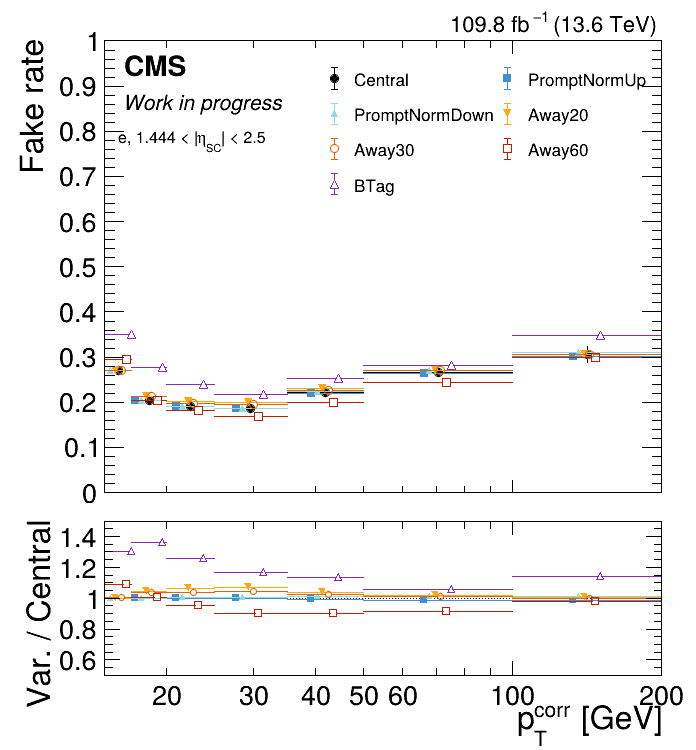 109.8 fb⁻¹ (13.6 TeV)
Fake rate
CMS
Work in progress
e, 1.444 < |η_SC| < 2.5
Central
PromptNormUp
PromptNormDown
Away20
Away30
Away60
BTag
1
0.9
0.8
0.7
0.6
0.5
0.4
0.3
0.2
0.1
0
Var. / Central
1.4
1.2
1
0.8
0.6
20 30 40 50 60 100 200
p_T^corr [GeV]